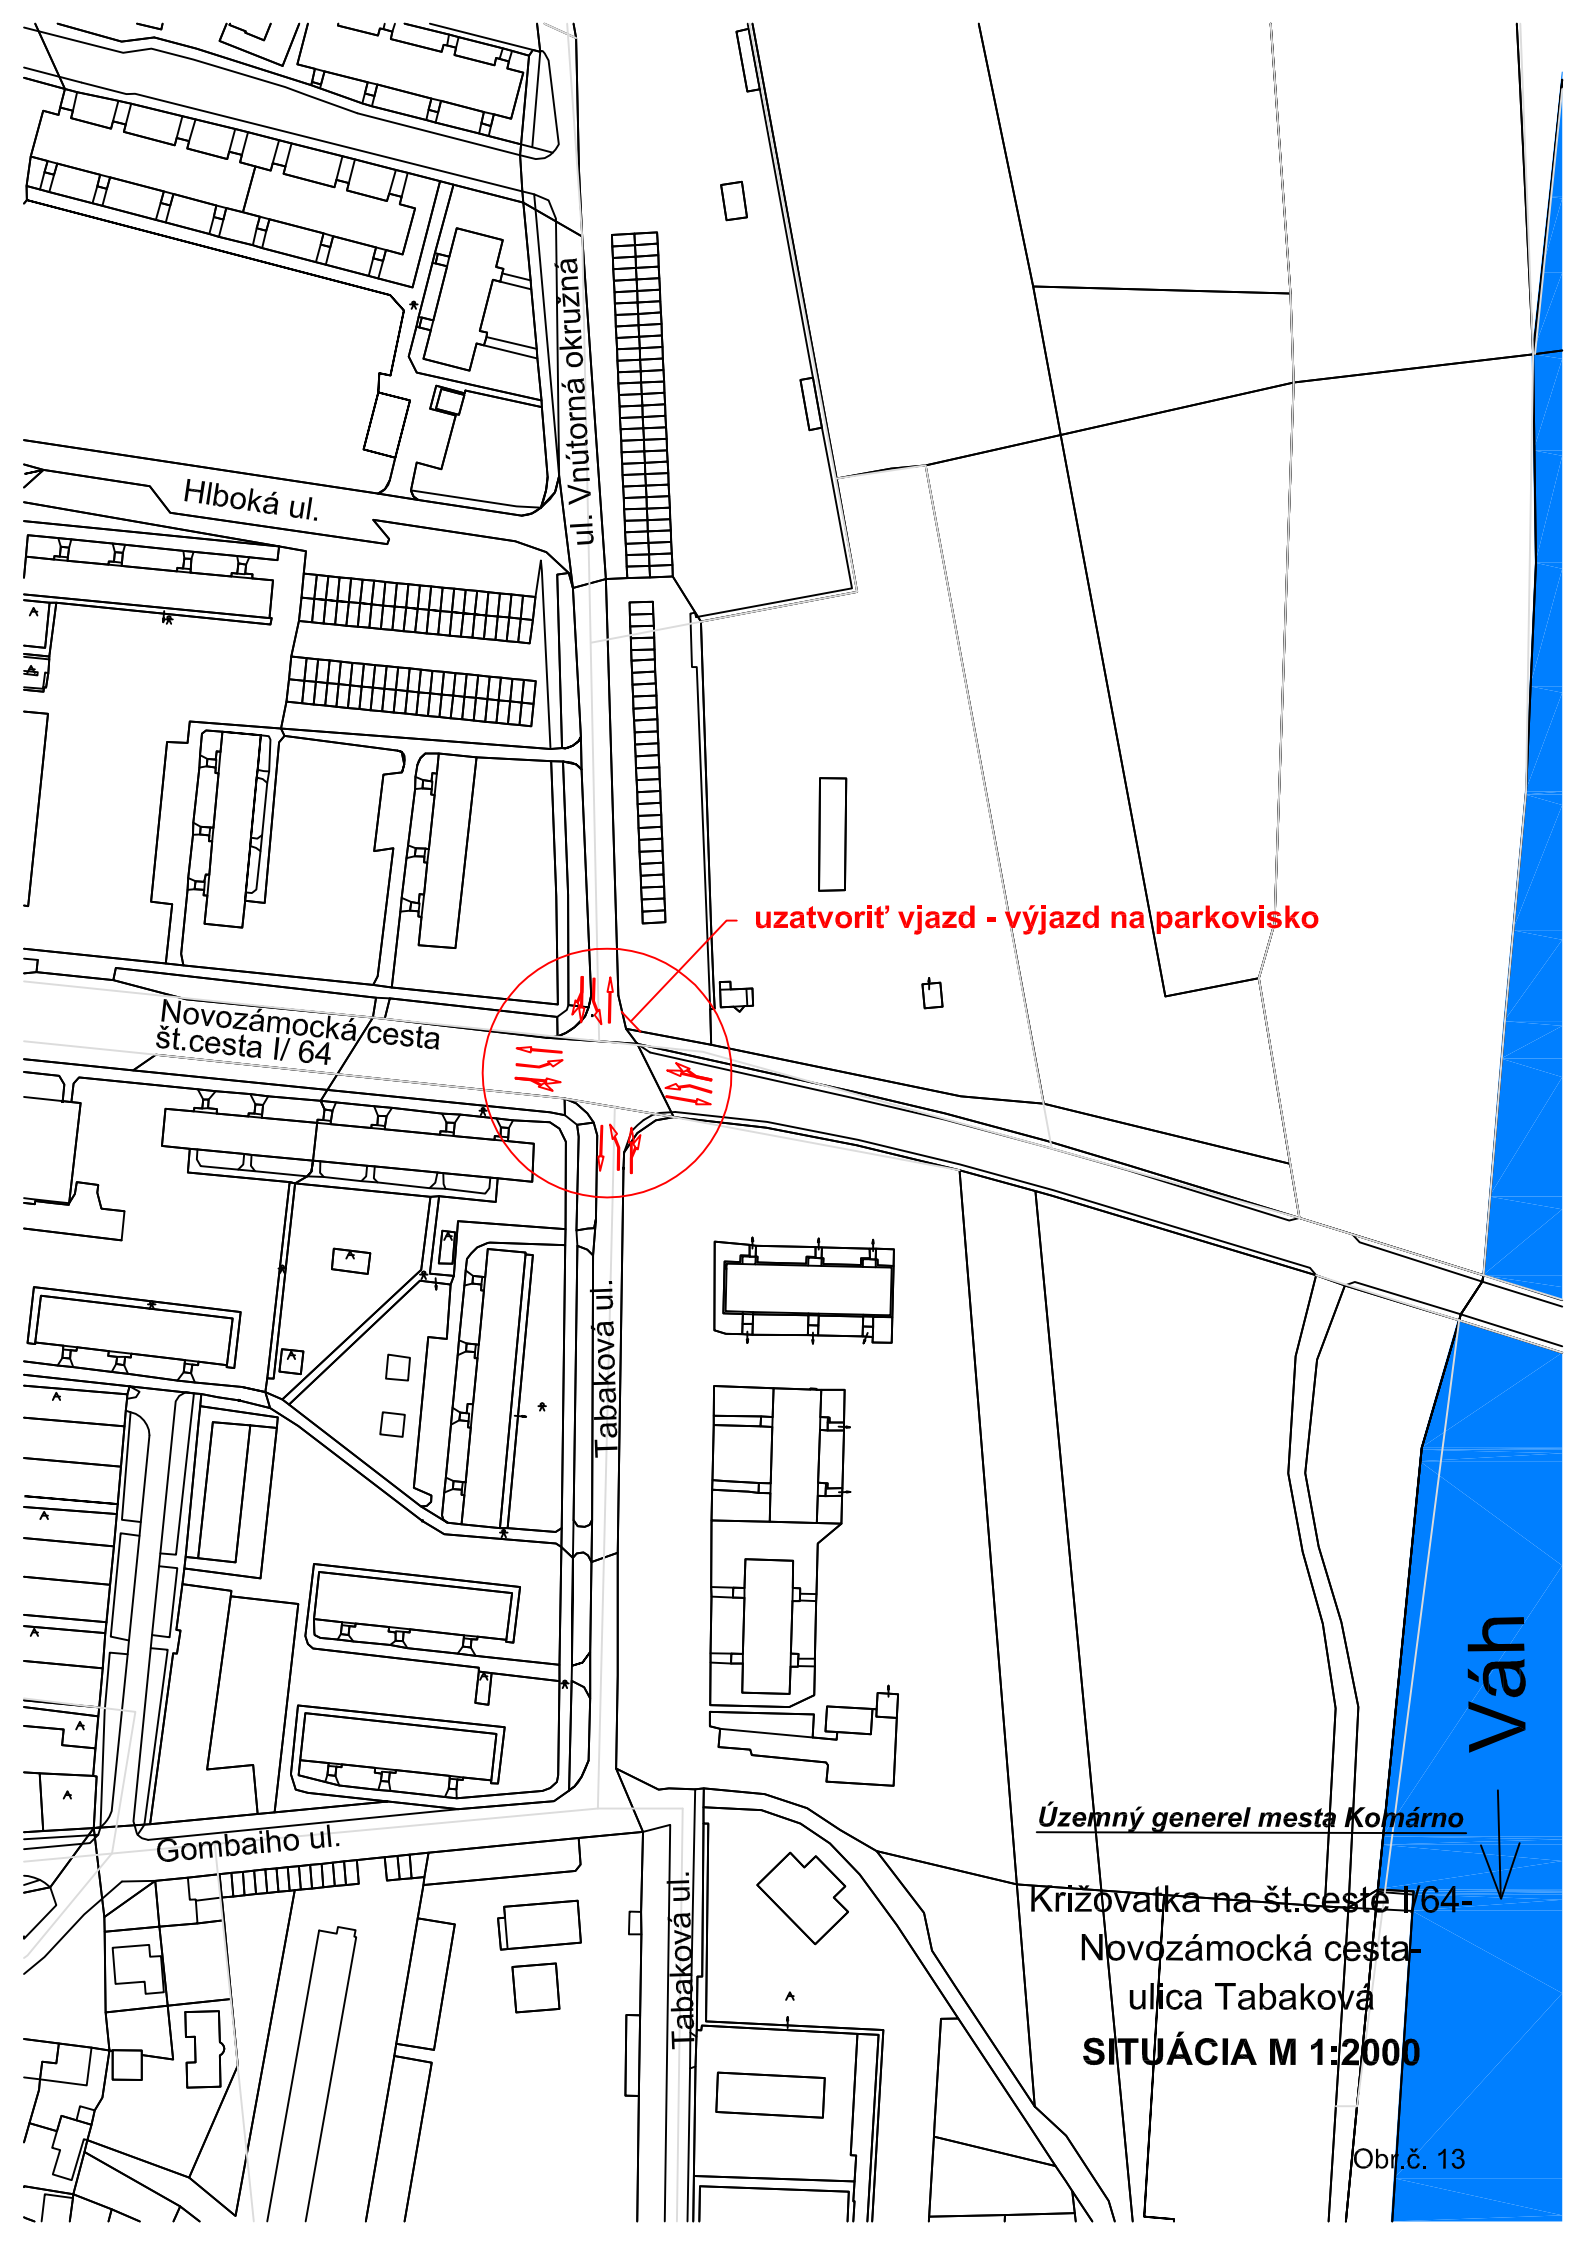 ul. Vnútorná okružná
Hlboká ul.
uzatvoriť vjazd - výjazd na parkovisko
Novozámocká cesta
št.cesta I/ 64
Tabaková ul.
Váh
Územný generel mesta Komárno
Gombaiho ul.
Tabaková ul.
Križovatka na št.ceste I/64-
Novozámocká cesta-
ulica Tabaková
SITUÁCIA M 1:2000
Obr.č. 13